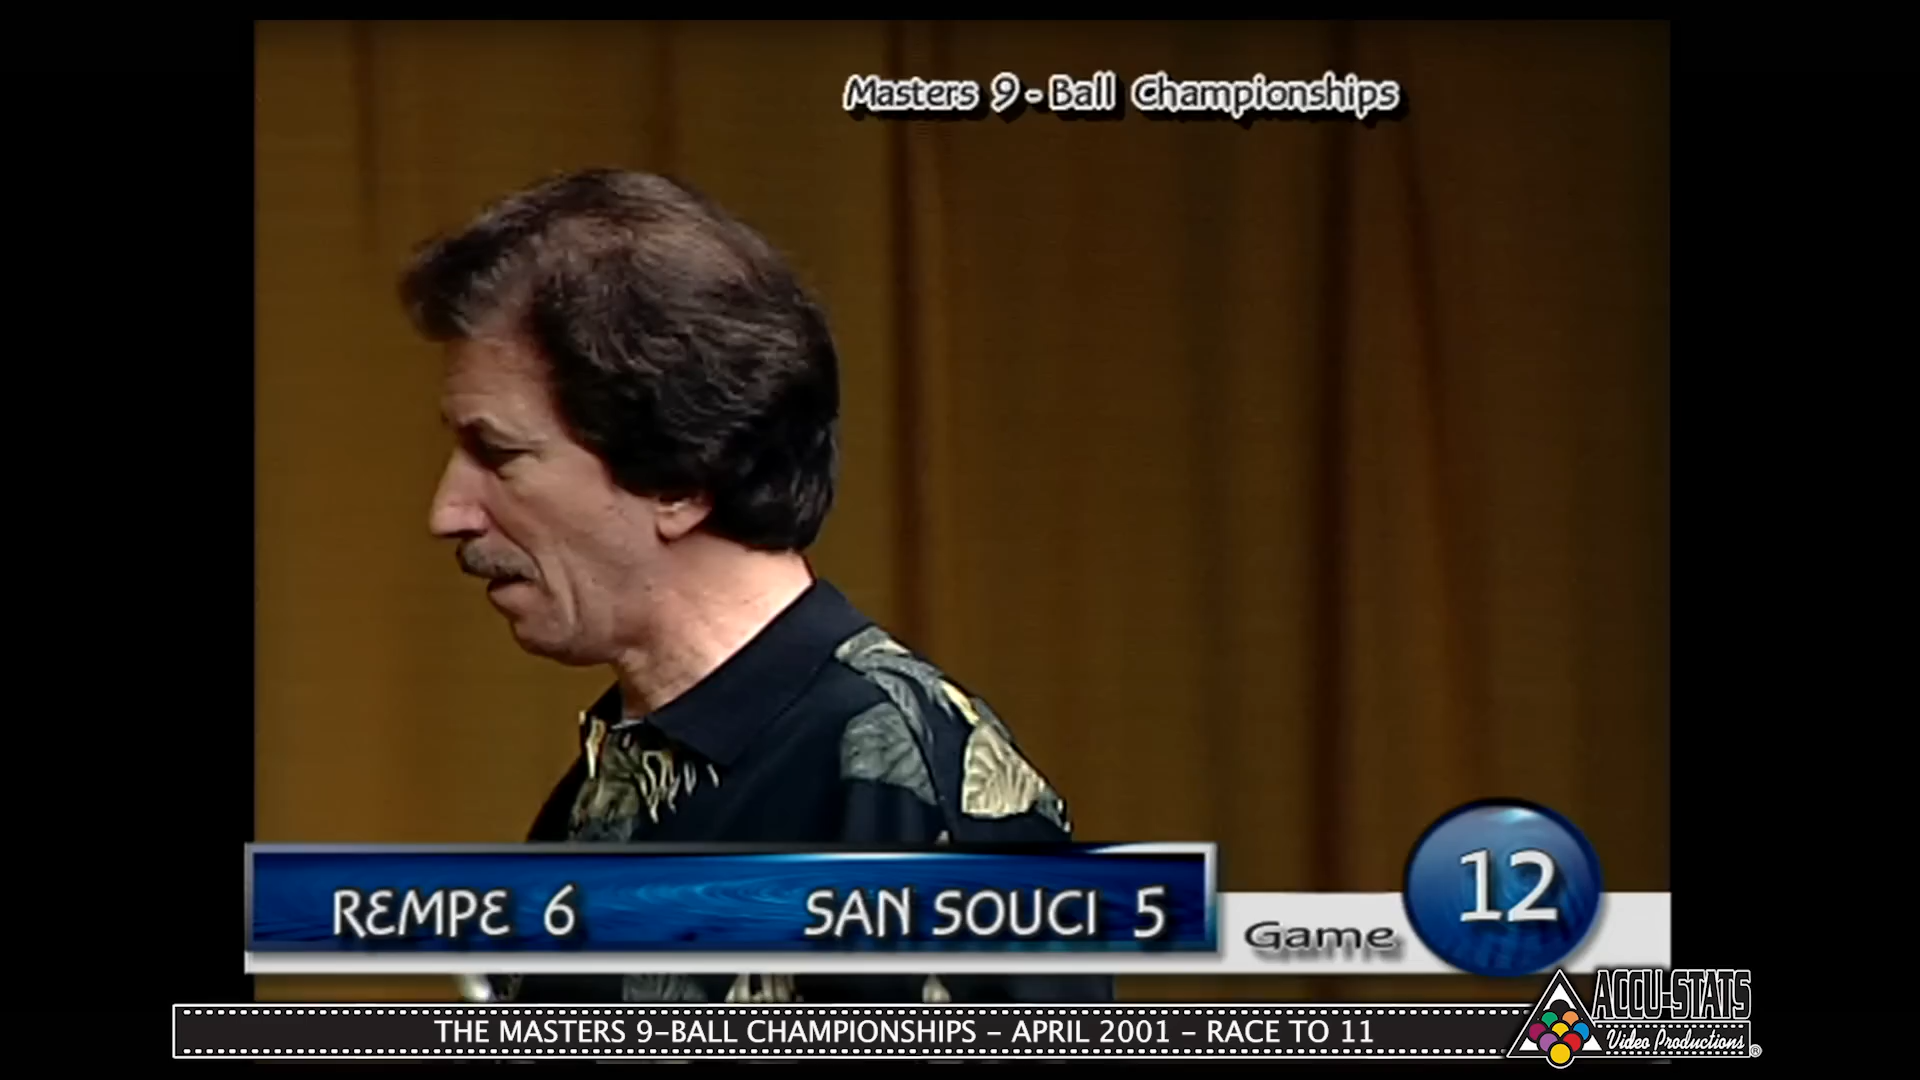 Masters 9-Ball Championships
REMPE 6 SAN SOUCI 5
Game 12
ACCU-STATS
Video Productions®
THE MASTERS 9-BALL CHAMPIONSHIPS – APRIL 2001 – RACE TO 11